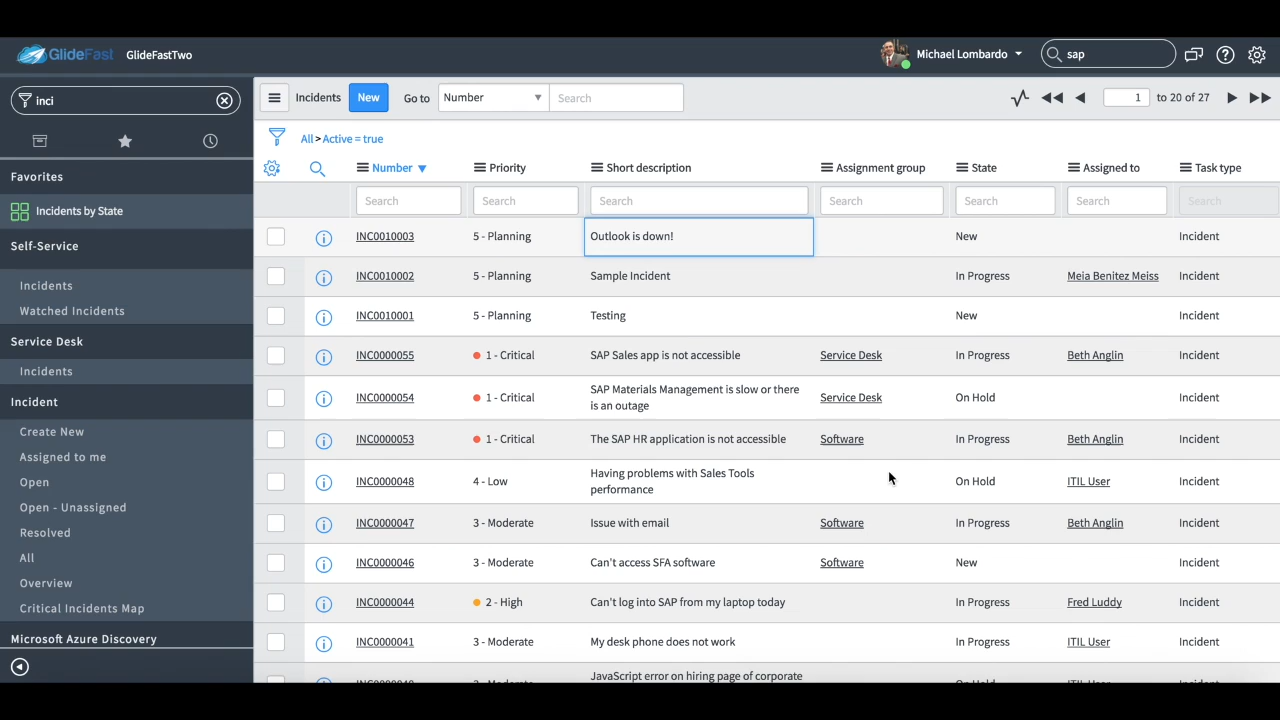 GlideFast GlideFastTwo Michael Lombardo sap
inci
Incidents New Go to Number Search 1 to 20 of 27
All > Active = true
Favorites
Incidents by State
Self-Service
Incidents
Watched Incidents
Service Desk
Incidents
Incident
Create New
Assigned to me
Open
Open - Unassigned
Resolved
All
Overview
Critical Incidents Map
Microsoft Azure Discovery
Number Priority Short description Assignment group State Assigned to Task type
Search Search Search Search Search Search Search
INC0010003 5 - Planning Outlook is down! New Incident
INC0010002 5 - Planning Sample Incident In Progress Meia Benitez Meiss Incident
INC0010001 5 - Planning Testing New Incident
INC0000055 1 - Critical SAP Sales app is not accessible Service Desk In Progress Beth Anglin Incident
INC0000054 1 - Critical SAP Materials Management is slow or there Service Desk On Hold Incident
is an outage
INC0000053 1 - Critical The SAP HR application is not accessible Software In Progress Beth Anglin Incident
INC0000048 4 - Low Having problems with Sales Tools On Hold ITIL User Incident
performance
INC0000047 3 - Moderate Issue with email Software In Progress Beth Anglin Incident
INC0000046 3 - Moderate Can't access SFA software Software New Incident
INC0000044 2 - High Can't log into SAP from my laptop today In Progress Fred Luddy Incident
INC0000041 3 - Moderate My desk phone does not work In Progress ITIL User Incident
JavaScript error on hiring page of corporate